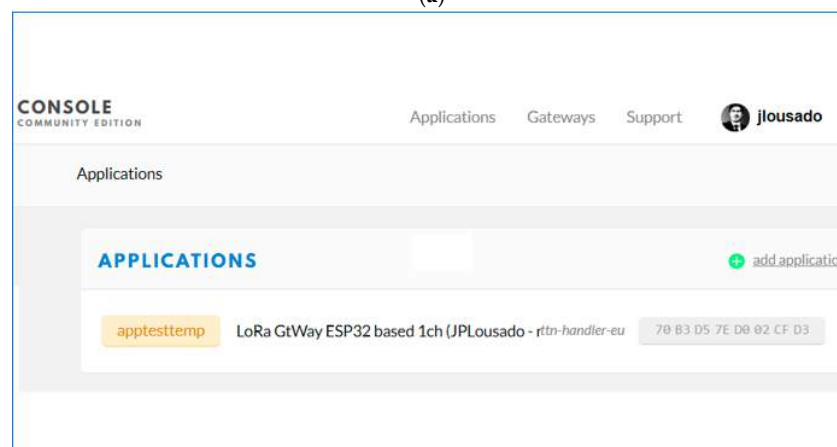 (a)
CONSOLE
COMMUNITY EDITION
Applications Gateways Support jlousado
Applications
APPLICATIONS
add applicatio
apptesttemp LoRa GtWay ESP32 based 1ch (JPLousado - r ttn-handler-eu 70 B3 D5 7E D0 02 CF D3